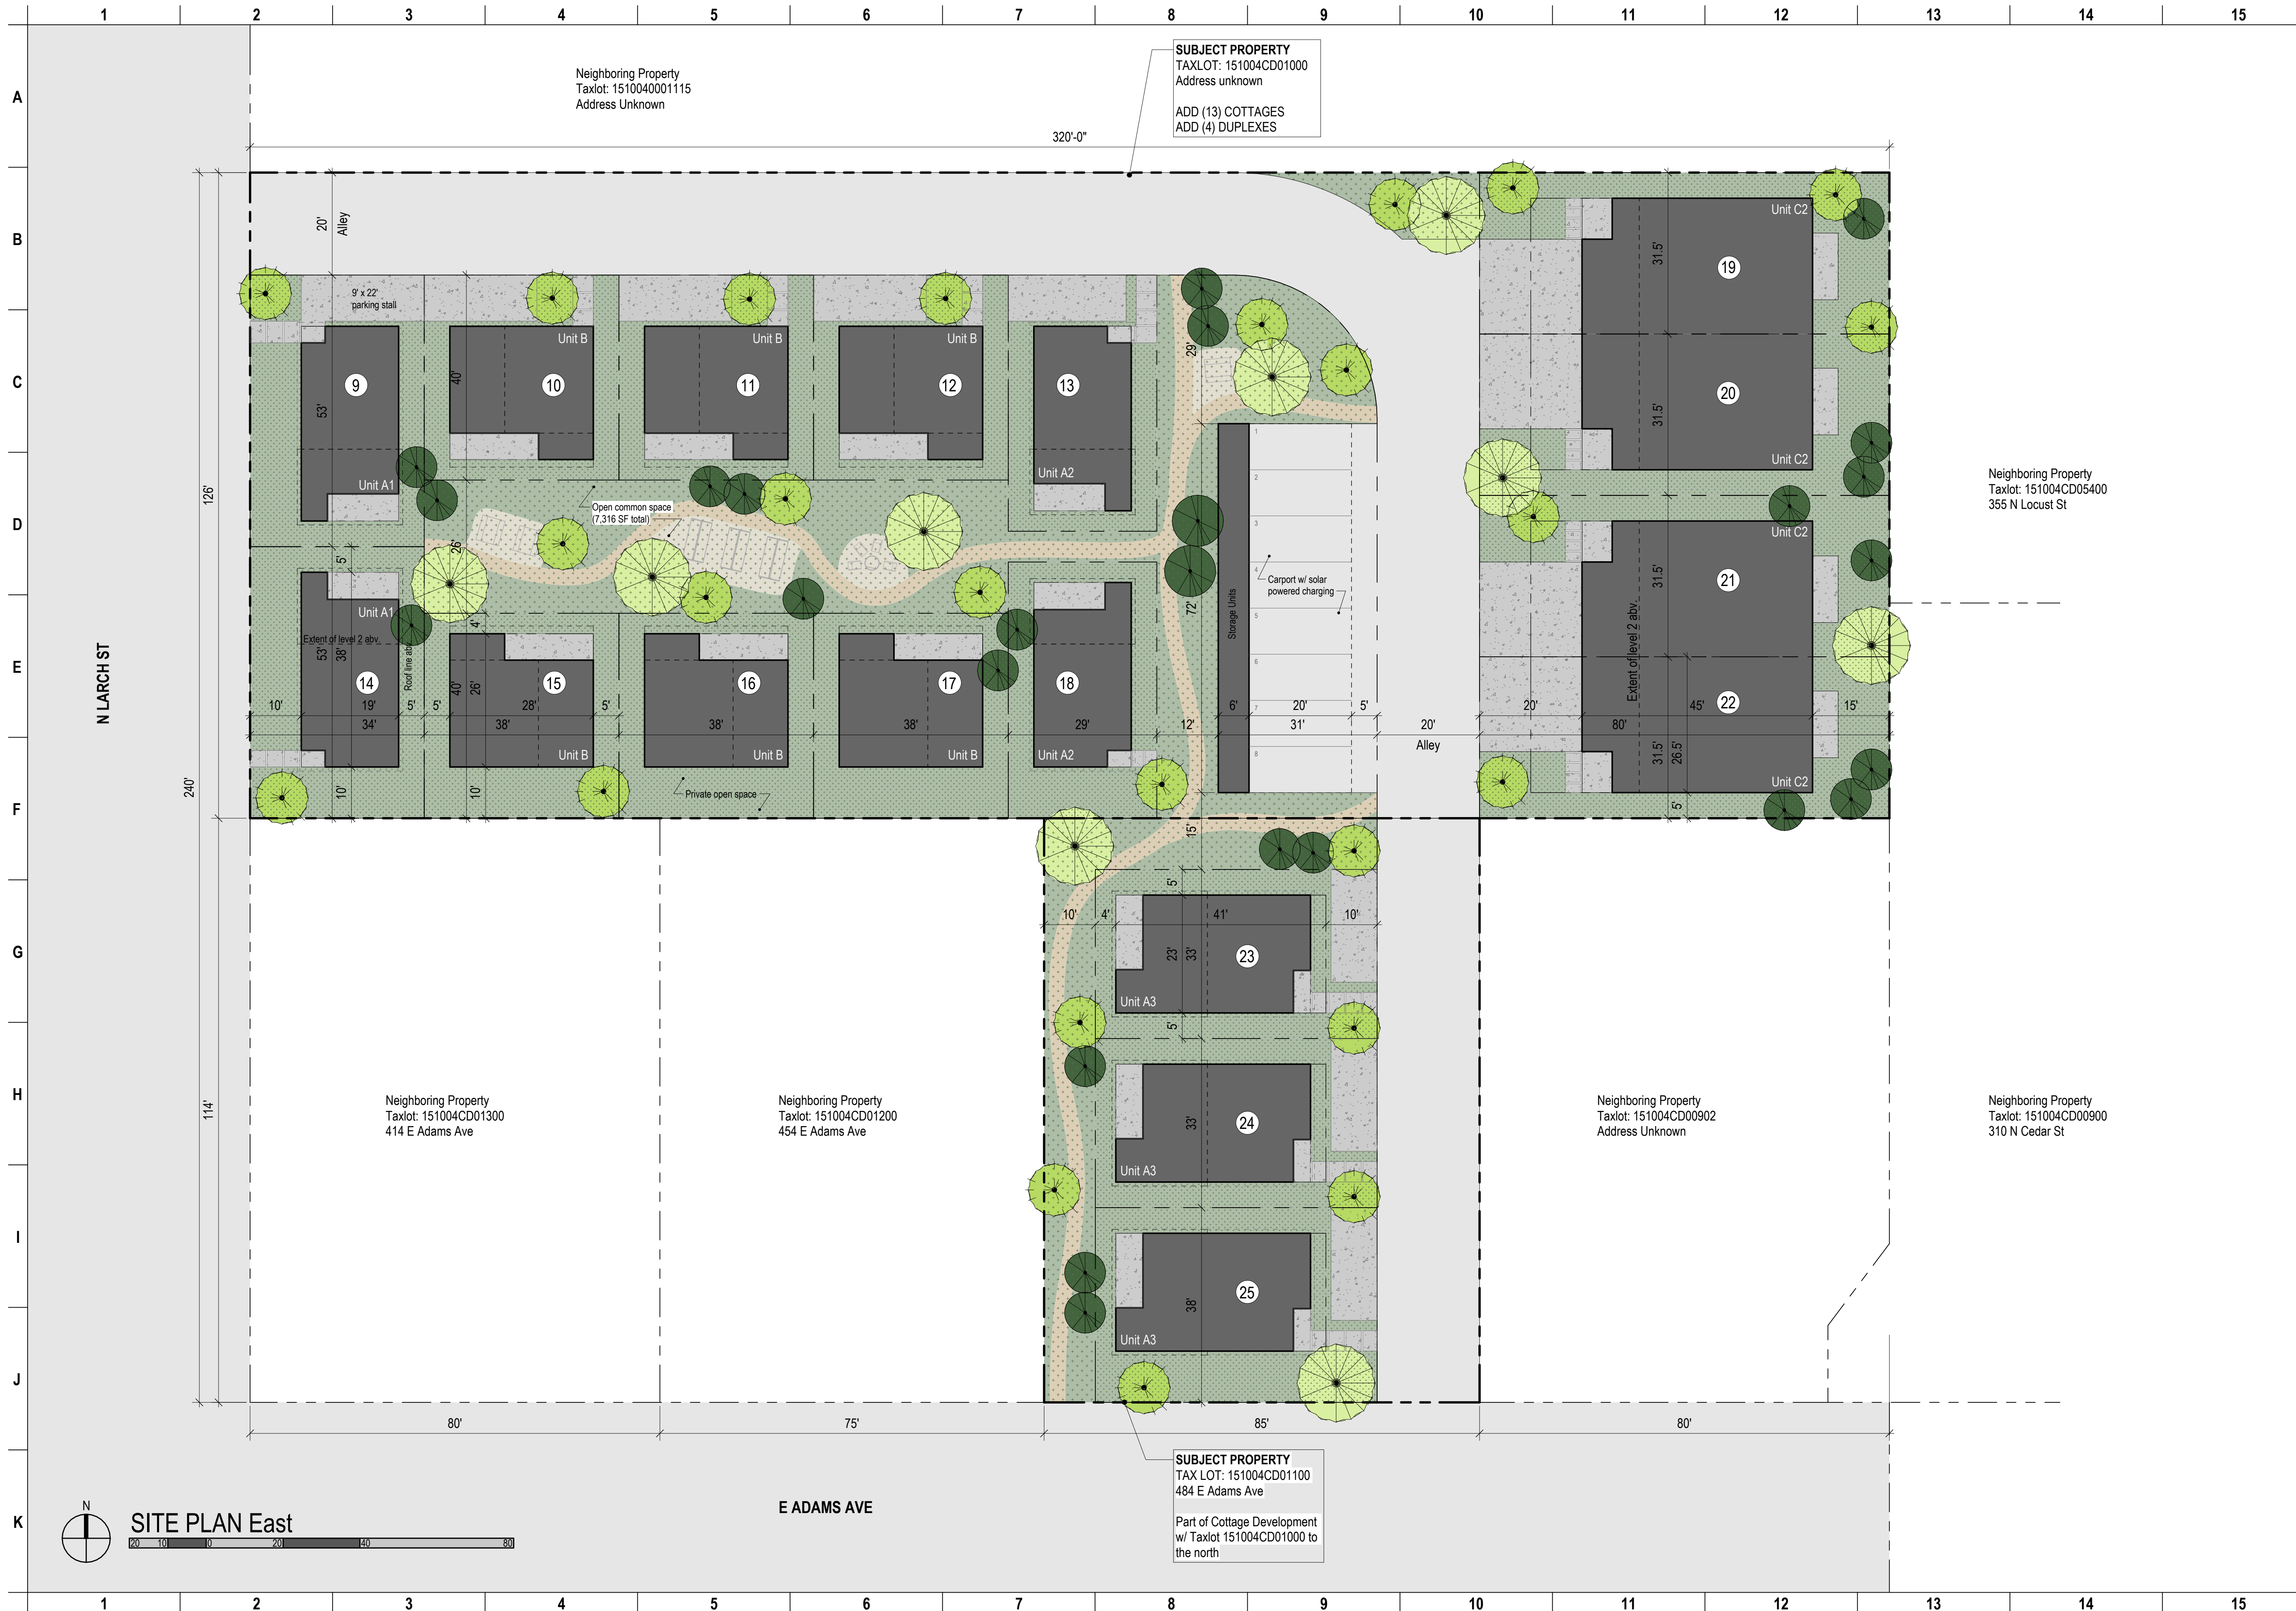 1 2 3 4 5 6 7 8 9 10 11 12 13 14 15
A
Neighboring Property
Taxlot: 1510040001115
Address Unknown
SUBJECT PROPERTY
TAXLOT: 151004CD01000
Address unknown
ADD (13) COTTAGES
ADD (4) DUPLEXES
320'-0"
B
20'
Alley
Unit C2
19
31.5'
9' x 22'
parking stall
C
Unit B
Unit B
Unit B
9
10
11
12
13
40'
53'
29'
20
31.5'
1
D
126'
Unit A1
Unit A2
Unit C2
2
Open common space
(7,316 SF total)
3
26'
5'
4
Carport w/ solar
powered charging
Unit C2
21
31.5'
Neighboring Property
Taxlot: 151004CD05400
355 N Locust St
E
N LARCH ST
Unit A1
Extent of level 2 abv.
53'
38'
Roof line abv.
4'
72'
Storage Units
5
6
7
8
Extent of level 2 abv.
14
15
16
17
18
22
40'
26'
10' 19' 5' 5' 28' 5'
6' 20' 5' 20' 45' 15'
34' 38' 38' 38' 29' 12' 31' 20' 80'
Alley
Unit B
Unit B
Unit B
Unit A2
31.5'
26.5'
Unit C2
F
240'
10'
10'
Private open space
5'
15'
G
5'
10' 4' 41' 10'
23'
33'
23
Unit A3
H
5'
114'
Neighboring Property
Taxlot: 151004CD01300
414 E Adams Ave
Neighboring Property
Taxlot: 151004CD01200
454 E Adams Ave
33'
24
Unit A3
Neighboring Property
Taxlot: 151004CD00902
Address Unknown
Neighboring Property
Taxlot: 151004CD00900
310 N Cedar St
I
25
38'
Unit A3
J
80' 75' 85' 80'
K
SUBJECT PROPERTY
TAX LOT: 151004CD01100
484 E Adams Ave
Part of Cottage Development
w/ Taxlot 151004CD01000 to
the north
E ADAMS AVE
N
SITE PLAN East
20 10 0 20 40 80
1 2 3 4 5 6 7 8 9 10 11 12 13 14 15
A
B
C
D
E
F
G
H
I
J
K